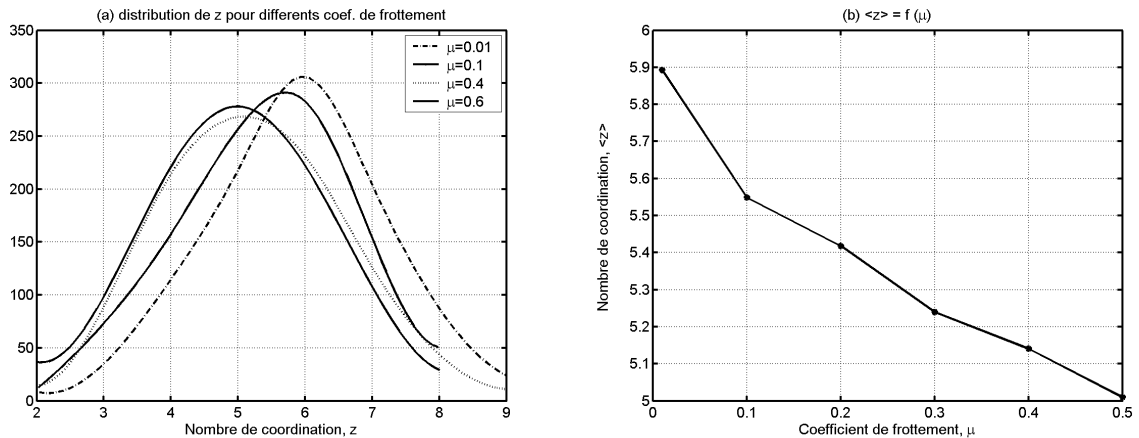 (a) distribution de z pour differents coef. de frottement
350
300
250
200
150
100
50
0
2 3 4 5 6 7 8 9
Nombre de coordination, z
μ=0.01
μ=0.1
μ=0.4
μ=0.6
(b) <z> = f (μ)
Nombre de coordination, <z>
6
5.9
5.8
5.7
5.6
5.5
5.4
5.3
5.2
5.1
5
0 0.1 0.2 0.3 0.4 0.5
Coefficient de frottement, μ